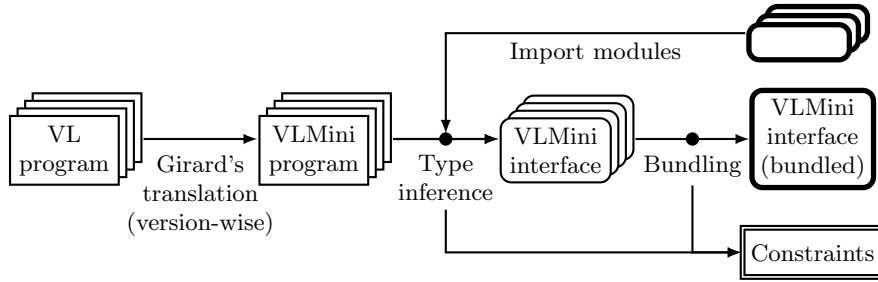 Import modules
VL
program
Girard's
translation
(version-wise)
VLMini
program
Type
inference
VLMini
interface
Bundling
VLMini
interface
(bundled)
Constraints